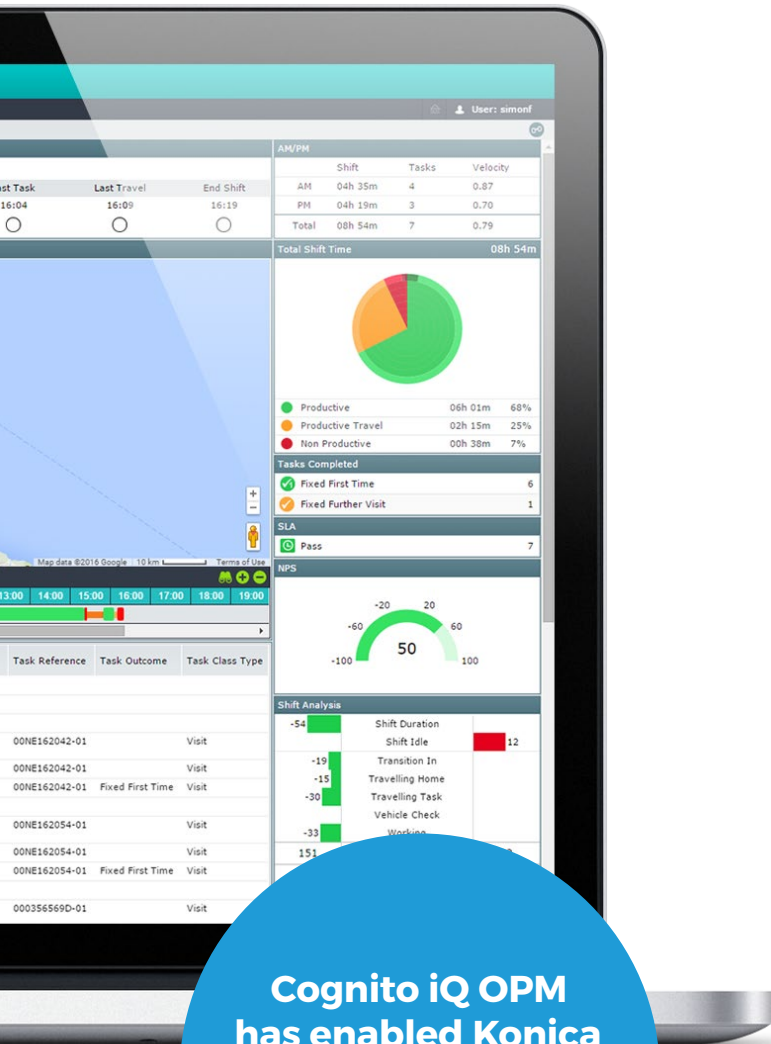 User: simonf
AM/PM
Shift Tasks Velocity
AM 04h 35m 4 0.87
PM 04h 19m 3 0.70
Total 08h 54m 7 0.79
Task Last Travel End Shift
16:04 16:09 16:19
Total Shift Time 08h 54m
Productive 06h 01m 68%
Productive Travel 02h 15m 25%
Non Productive 00h 38m 7%
Tasks Completed
Fixed First Time 6
Fixed Further Visit 1
SLA
Pass 7
NPS
-20 20
-60 60
-100 50 100
Map data ©2016 Google 10 km Terms of Use
13:00 14:00 15:00 16:00 17:00 18:00 19:00
Task Reference Task Outcome Task Class Type
00NE162042-01 Visit
00NE162042-01 Visit
00NE162042-01 Fixed First Time Visit
00NE162054-01 Visit
00NE162054-01 Visit
00NE162054-01 Fixed First Time Visit
000356569D-01 Visit
Shift Analysis
-54 Shift Duration
Shift Idle 12
-19 Transition In
-15 Travelling Home
-30 Travelling Task
Vehicle Check
-33 Working
151
Cognito iQ OPM
has enabled Konica